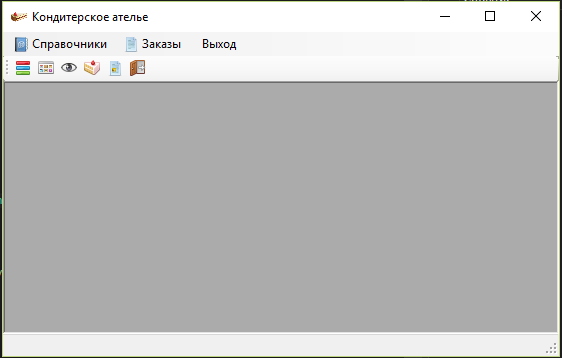 Кондитерское ателье
Справочники Заказы Выход